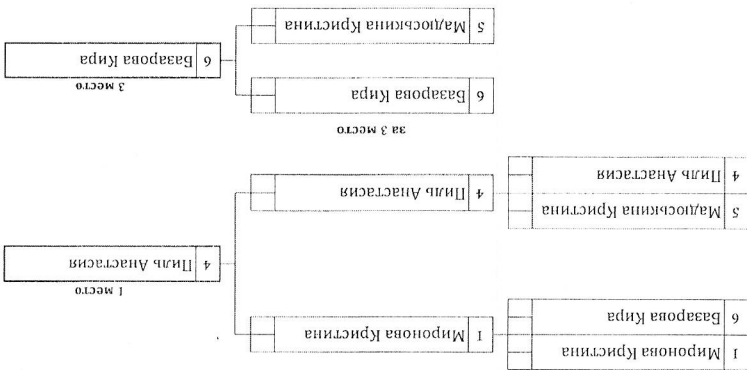 1 Миронова Кристина
6 Базарова Кира
1 Миронова Кристина
1 место
4 Пиль Анастасия
5 Мадюськина Кристина
4 Пиль Анастасия
4 Пиль Анастасия
за 3 место
6 Базарова Кира
5 Мадюськина Кристина
3 место
6 Базарова Кира